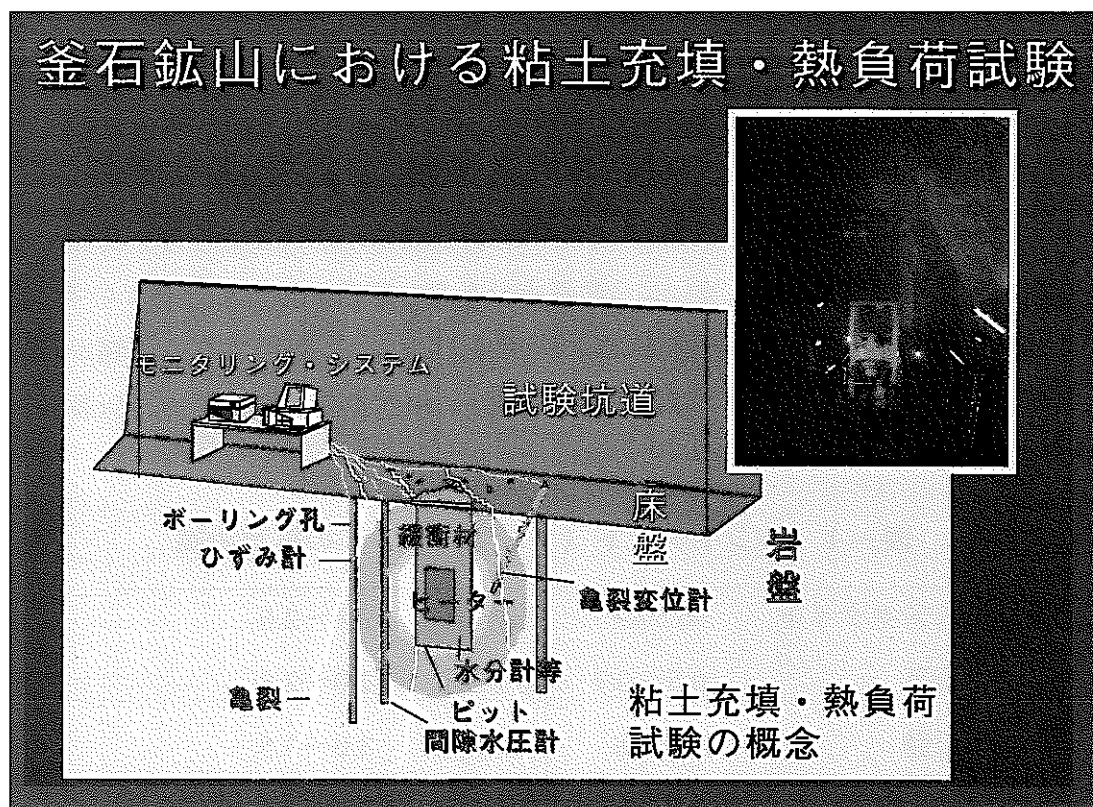 釜石鉱山における粘土充填・熱負荷試験
モニタリング・システム
試験坑道
ボーリング孔
ひずみ計
緩衝材
床盤
岩盤
ヒーター
亀裂変位計
水分計等
亀裂
ピット
間隙水圧計
粘土充填・熱負荷
試験の概念